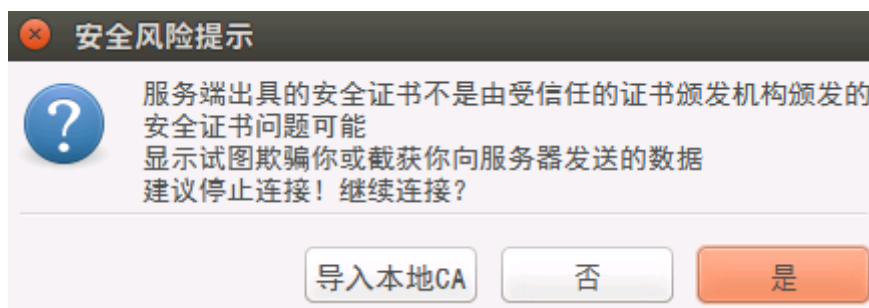 安全风险提示
服务端出具的安全证书不是由受信任的证书颁发机构颁发的
安全证书问题可能
显示试图欺骗你或截获你向服务器发送的数据
建议停止连接！继续连接？
导入本地CA
否
是